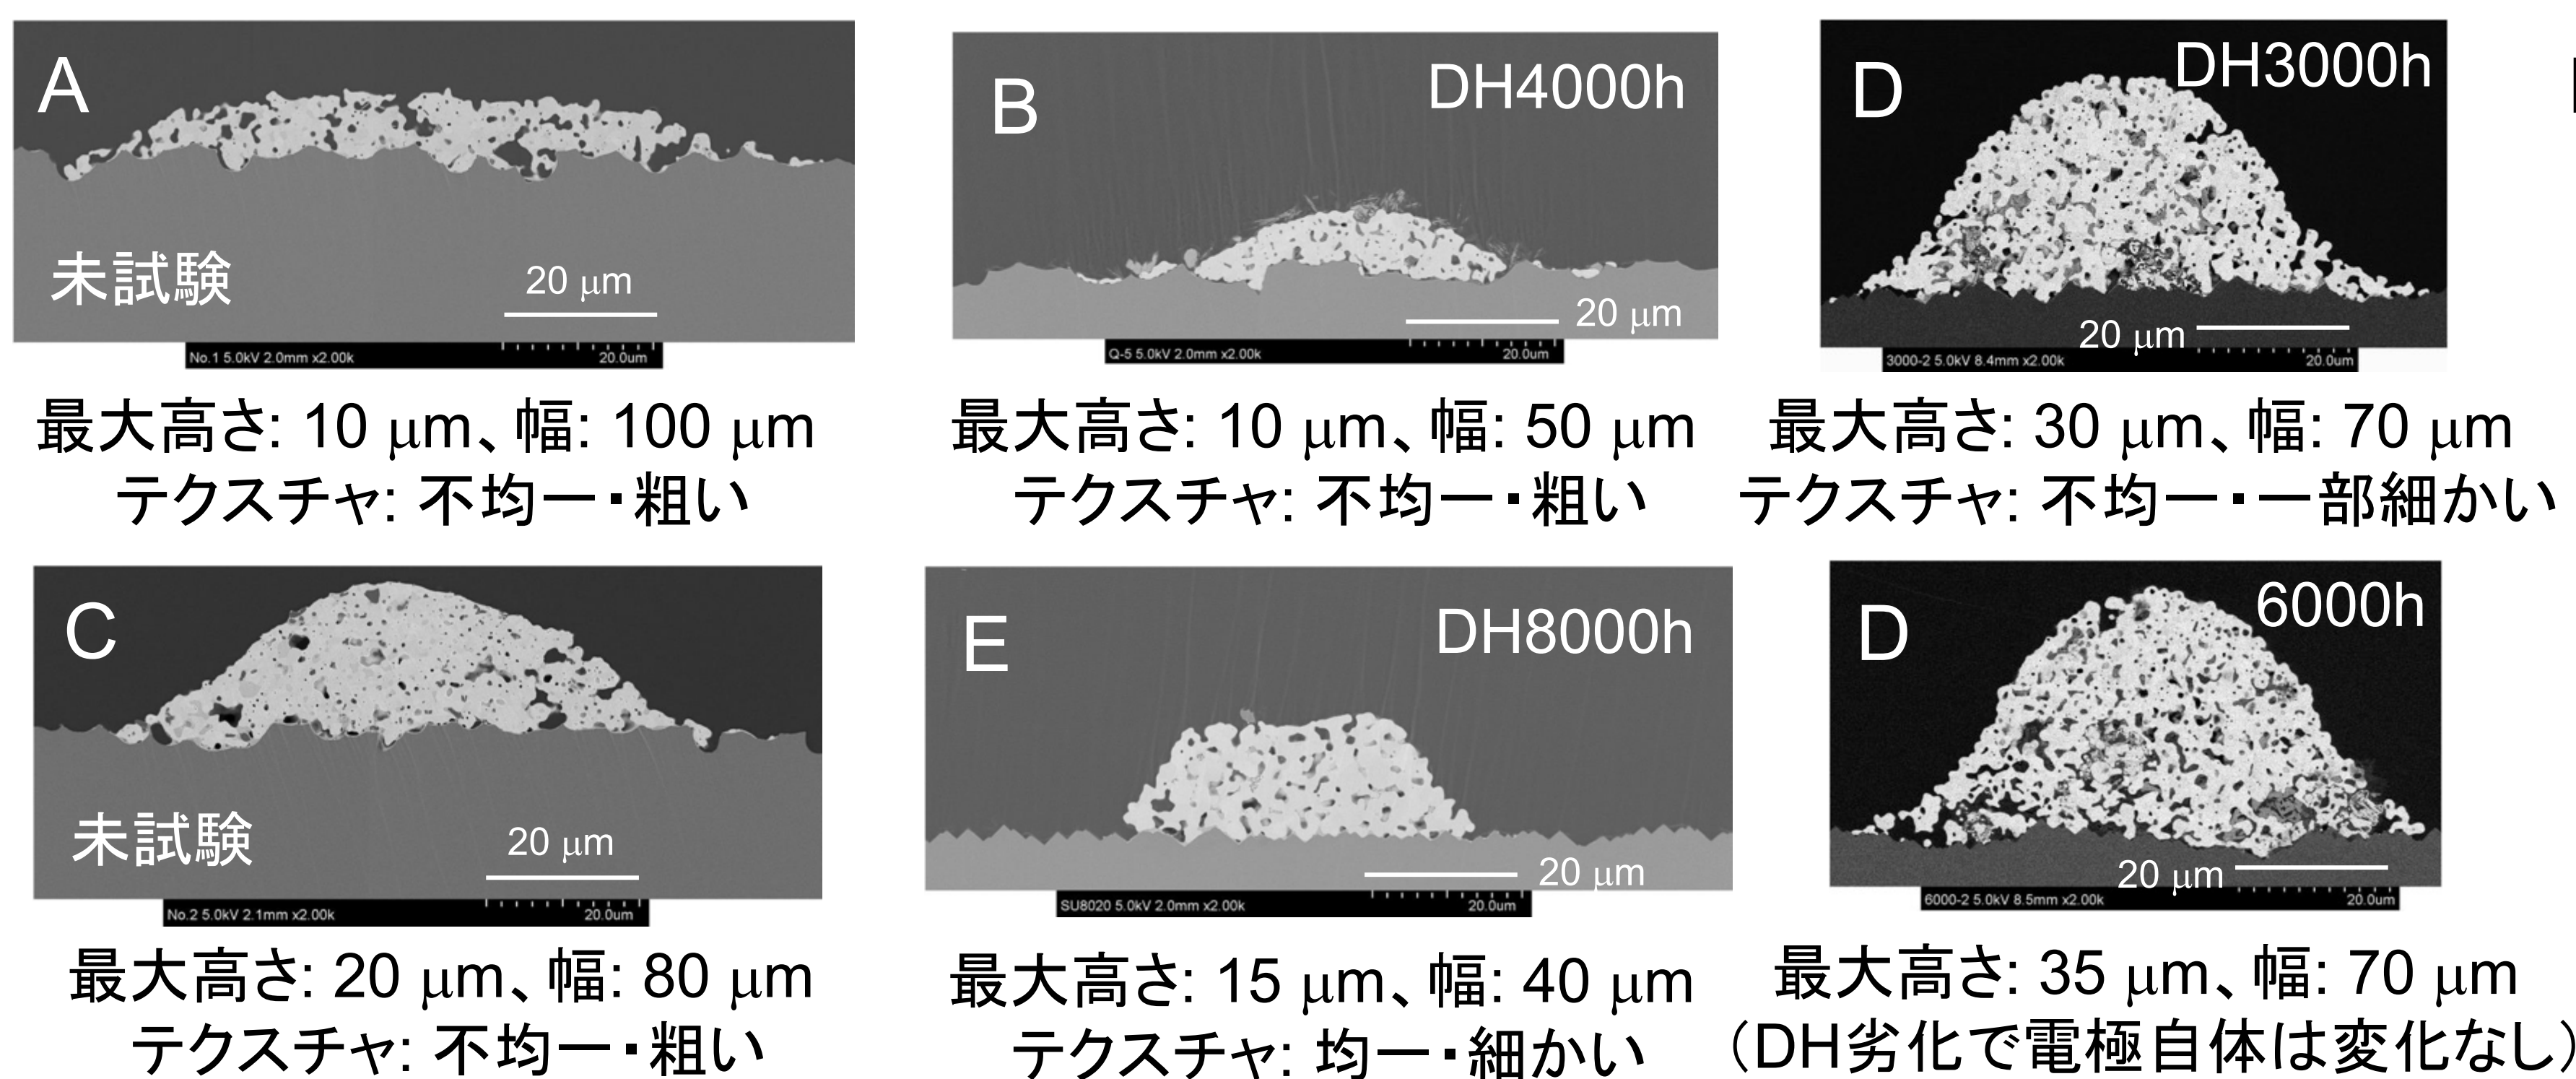 A
未試験
20 μm
No.1 5.0kV 2.0mm x2.00k 20.0um
最大高さ: 10 μm、幅: 100 μm
テクスチャ: 不均一・粗い
B
DH4000h
20 μm
Q-5 5.0kV 2.0mm x2.00k 20.0um
最大高さ: 10 μm、幅: 50 μm
テクスチャ: 不均一・粗い
D
DH3000h
20 μm
3000-2 5.0kV 8.4mm x2.00k 20.0um
最大高さ: 30 μm、幅: 70 μm
テクスチャ: 不均一・一部細かい
C
未試験
20 μm
No.2 5.0kV 2.1mm x2.00k 20.0um
最大高さ: 20 μm、幅: 80 μm
テクスチャ: 不均一・粗い
E
DH8000h
20 μm
SU8020 5.0kV 2.0mm x2.00k 20.0um
最大高さ: 15 μm、幅: 40 μm
テクスチャ: 均一・細かい
D
6000h
20 μm
6000-2 5.0kV 8.5mm x2.00k 20.0um
最大高さ: 35 μm、幅: 70 μm
（DH劣化で電極自体は変化なし）